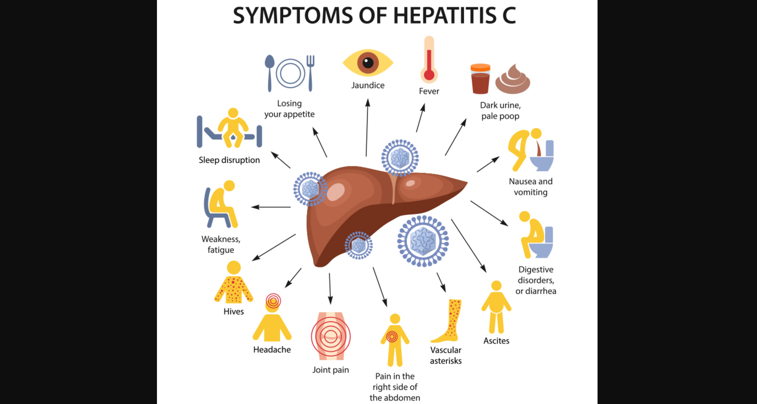 SYMPTOMS OF HEPATITIS C
Losing
your appetite
Jaundice
Fever
Dark urine,
pale poop
Sleep disruption
Nausea and
vomiting
Weakness,
fatigue
Digestive
disorders,
or diarrhea
Hives
Headache
Joint pain
Pain in the
right side of
the abdomen
Vascular
asterisks
Ascites